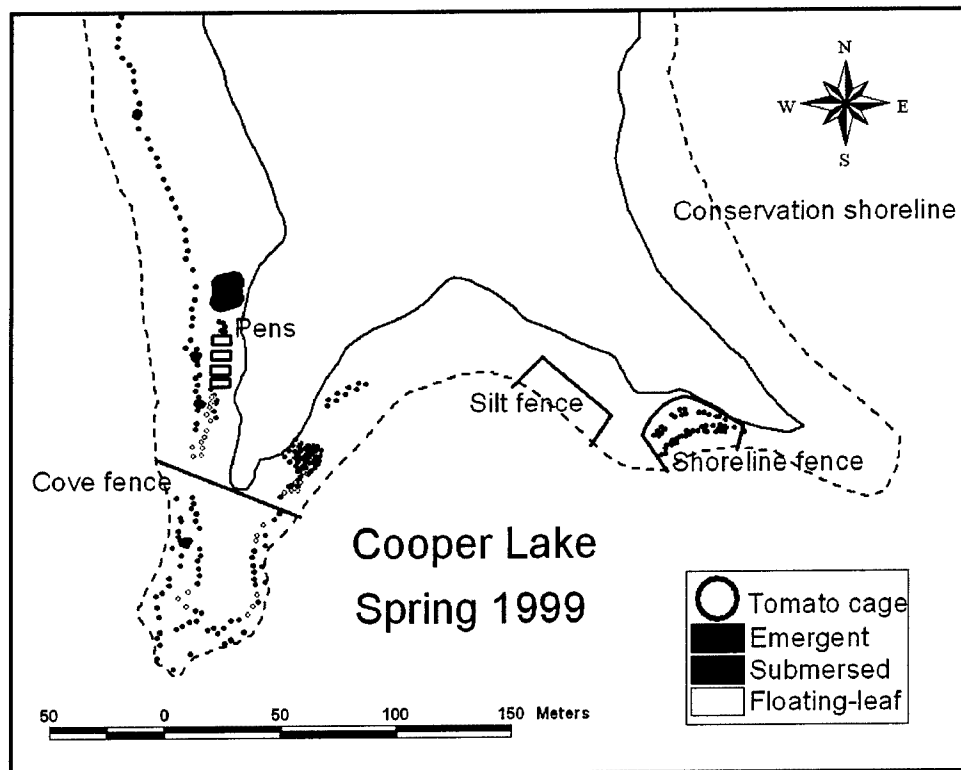 N
W E
S
Conservation shoreline
Pens
Silt fence
Shoreline fence
Cove fence
Cooper Lake
Spring 1999
Tomato cage
Emergent
Submersed
Floating-leaf
50 0 50 100 150 Meters